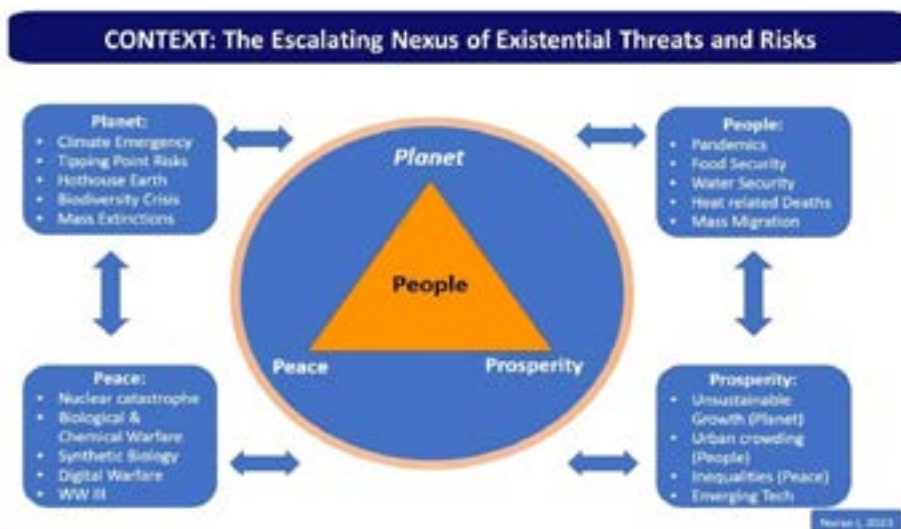 CONTEXT: The Escalating Nexus of Existential Threats and Risks
Planet:
• Climate Emergency
• Tipping Point Risks
• Hothouse Earth
• Biodiversity Crisis
• Mass Extinctions
People:
• Pandemics
• Food Security
• Water Security
• Heat related Deaths
• Mass Migration
Planet
People
Peace
Prosperity
Peace:
• Nuclear catastrophe
• Biological &
Chemical Warfare
• Synthetic Biology
• Digital Warfare
• WW III
Prosperity:
• Unsustainable
Growth (Planet)
• Urban crowding
(People)
• Inequalities (Peace)
• Emerging Tech